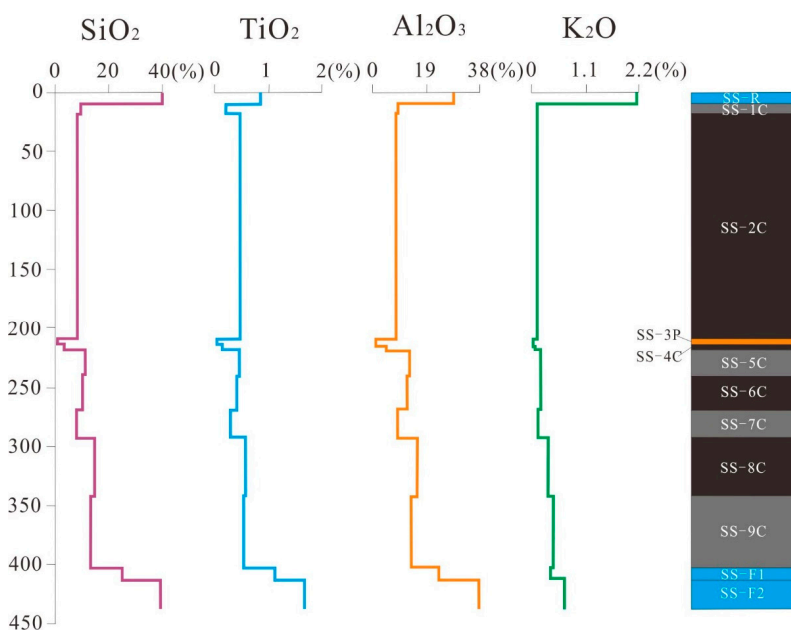 SiO₂ TiO₂ Al₂O₃ K₂O
0 40(%) 0 1 2(%) 0 19 38(%) 0 1.1 2.2(%)
0
50
100
150
200
250
300
350
400
450
SS-R
SS-1C
SS-2C
SS-3P
SS-4C
SS-5C
SS-6C
SS-7C
SS-8C
SS-9C
SS-F1
SS-F2